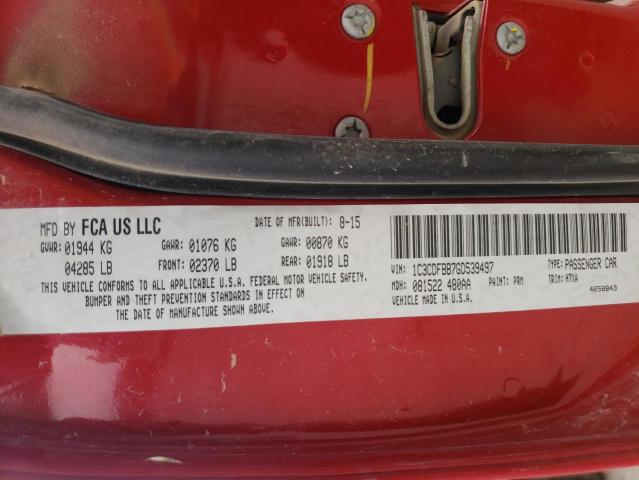 MFD BY FCA US LLC DATE OF MFR(BUILT): 8-15
GVWR: 01944 KG GAWR: 01076 KG GAWR: 00870 KG
04285 LB FRONT: 02370 LB REAR: 01918 LB
THIS VEHICLE CONFORMS TO ALL APPLICABLE U.S.A. FEDERAL MOTOR VEHICLE SAFETY,
BUMPER AND THEFT PREVENTION STANDARDS IN EFFECT ON
THE DATE OF MANUFACTURE SHOWN ABOVE.
VIN: 1C3CDFBB7GD539497 TYPE: PASSENGER CAR
MDH: 081522 480AA PAINT: PRM TRIM: H7XA
VEHICLE MADE IN U.S.A. 4658843